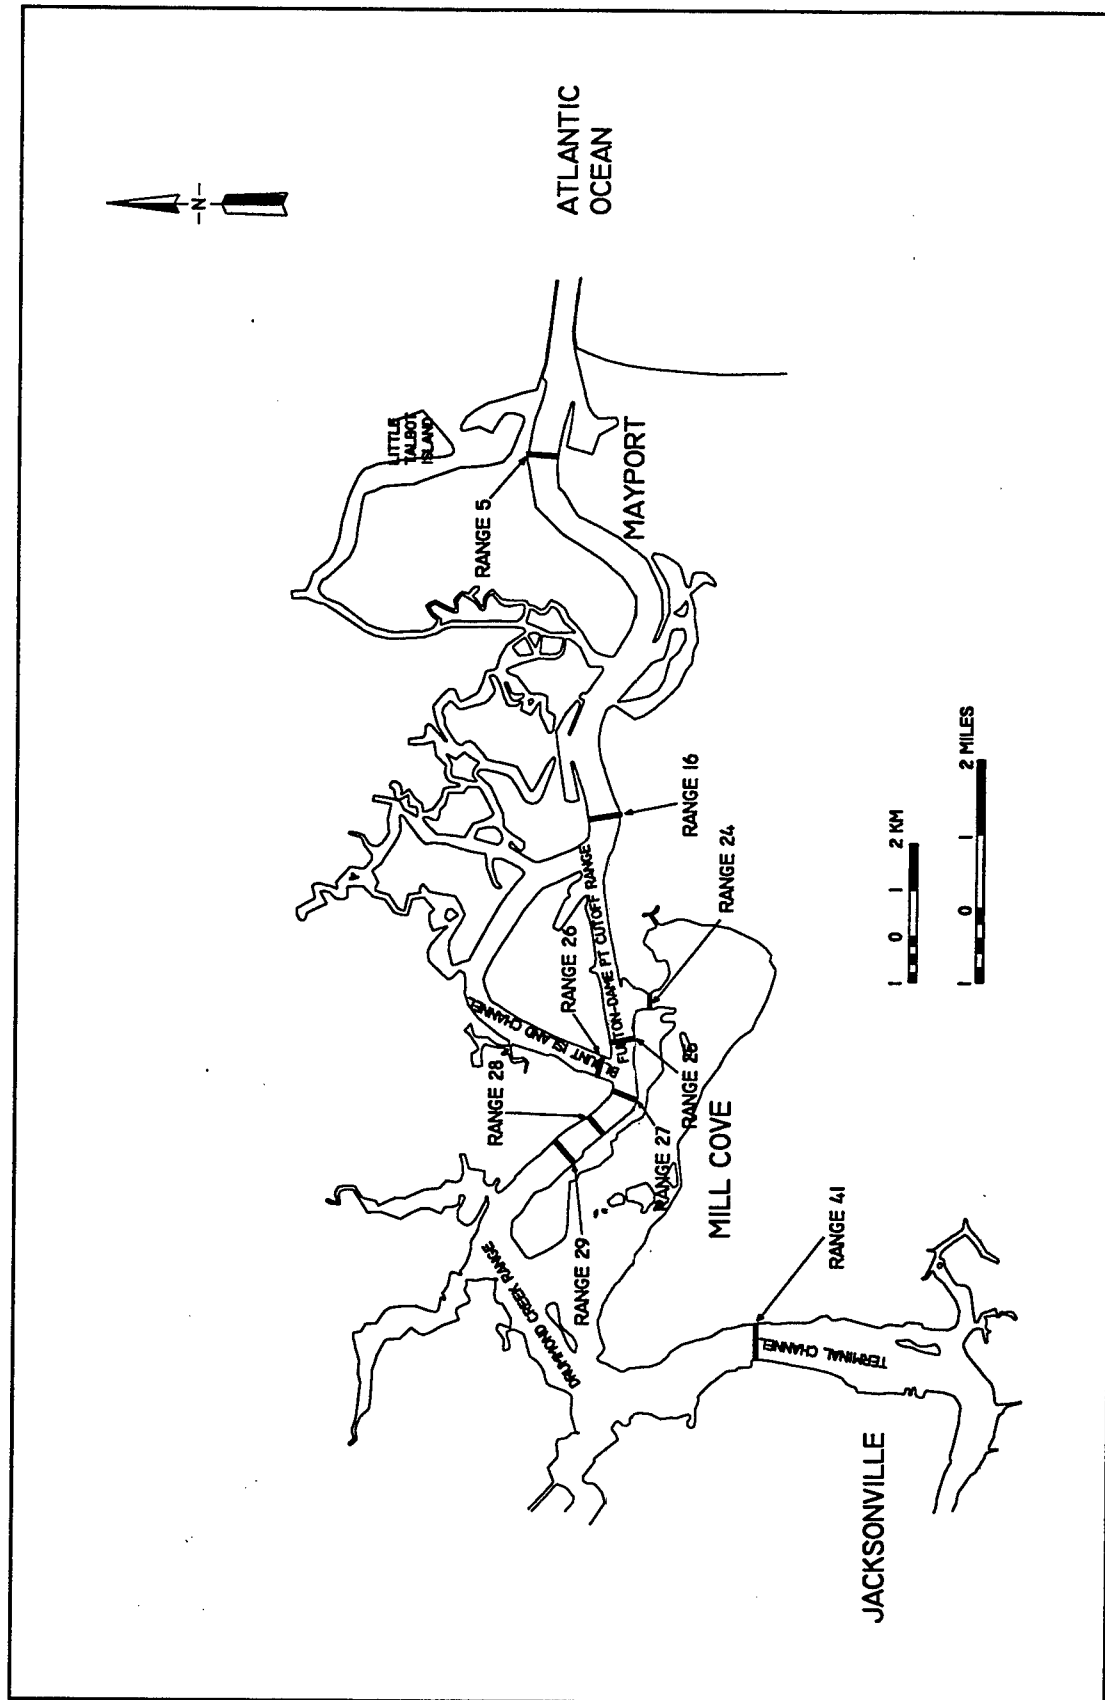 N
LITTLE
TALBOT
ISLAND
RANGE 5
RANGE 28
BLOUNT ISLAND CHANNEL
DRUMMOND CREEK RANGE
RANGE 26
ATLANTIC
OCEAN
RANGE 29
FULTON-DAME PT CUTOFF RANGE
MAYPORT
RANGE 27
RANGE 25
RANGE 16
MILL COVE
RANGE 24
RANGE 41
TERMINAL CHANNEL
JACKSONVILLE
1 0 1 2 KM
1 0 1 2 MILES